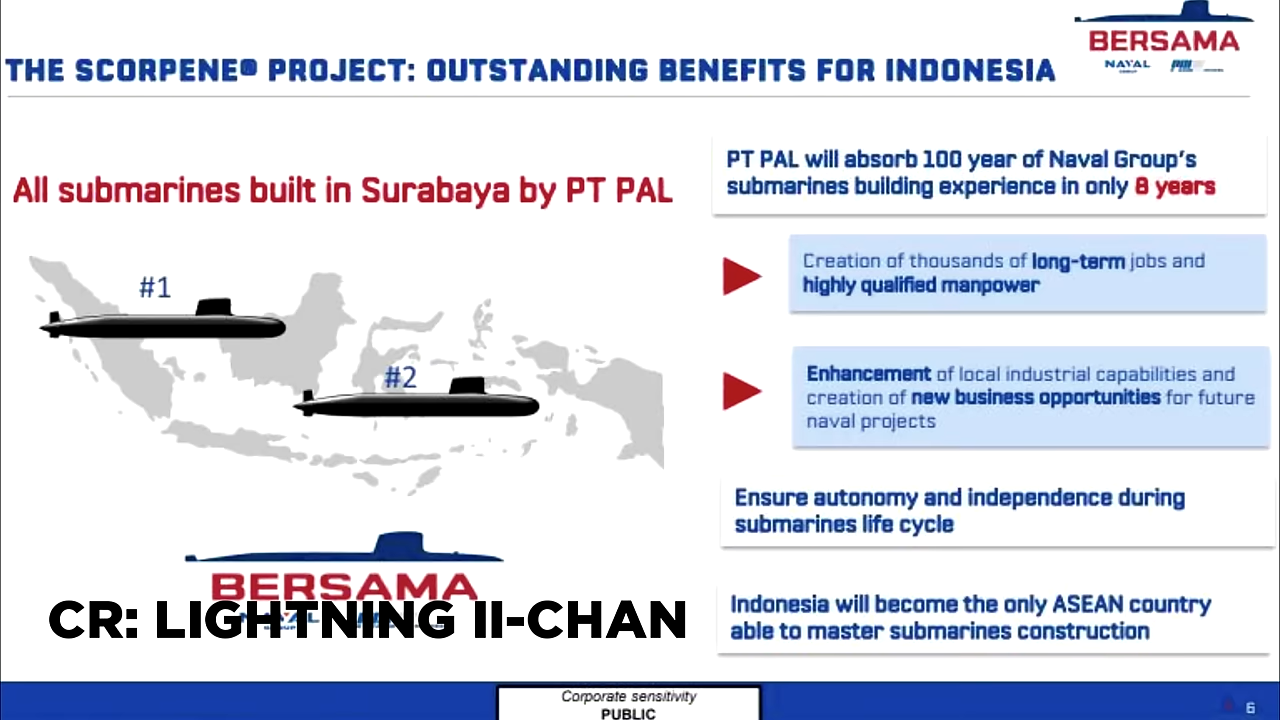 BERSAMA
NAVAL
GROUP
THE SCORPENE® PROJECT: OUTSTANDING BENEFITS FOR INDONESIA
All submarines built in Surabaya by PT PAL
#1
#2
BERSAMA
CR: LIGHTNING II-CHAN
PT PAL will absorb 100 year of Naval Group's
submarines building experience in only 8 years
Creation of thousands of long-term jobs and
highly qualified manpower
Enhancement of local industrial capabilities and
creation of new business opportunities for future
naval projects
Ensure autonomy and independence during
submarines life cycle
Indonesia will become the only ASEAN country
able to master submarines construction
Corporate sensitivity
PUBLIC
6